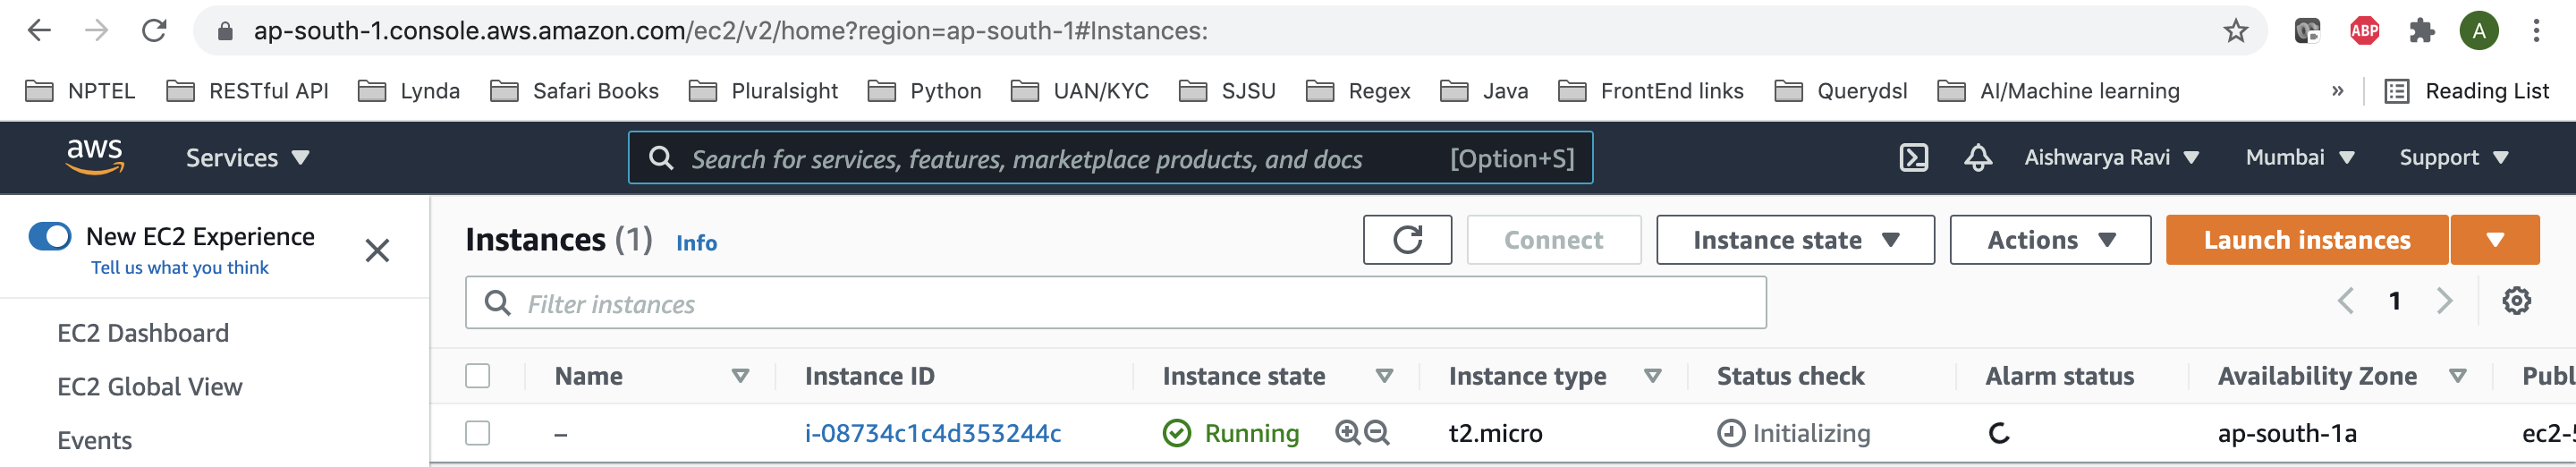 ap-south-1.console.aws.amazon.com/ec2/v2/home?region=ap-south-1#Instances:
ABP
A
NPTEL RESTful API Lynda Safari Books Pluralsight Python UAN/KYC SJSU Regex Java FrontEnd links Querydsl AI/Machine learning » Reading List
aws Services Search for services, features, marketplace products, and docs [Option+S] Aishwarya Ravi Mumbai Support
New EC2 Experience
Tell us what you think
EC2 Dashboard
EC2 Global View
Events
Instances (1) Info Connect Instance state Actions Launch instances
Filter instances 1
Name Instance ID Instance state Instance type Status check Alarm status Availability Zone Publ
– i-08734c1c4d353244c Running t2.micro Initializing ap-south-1a ec2-